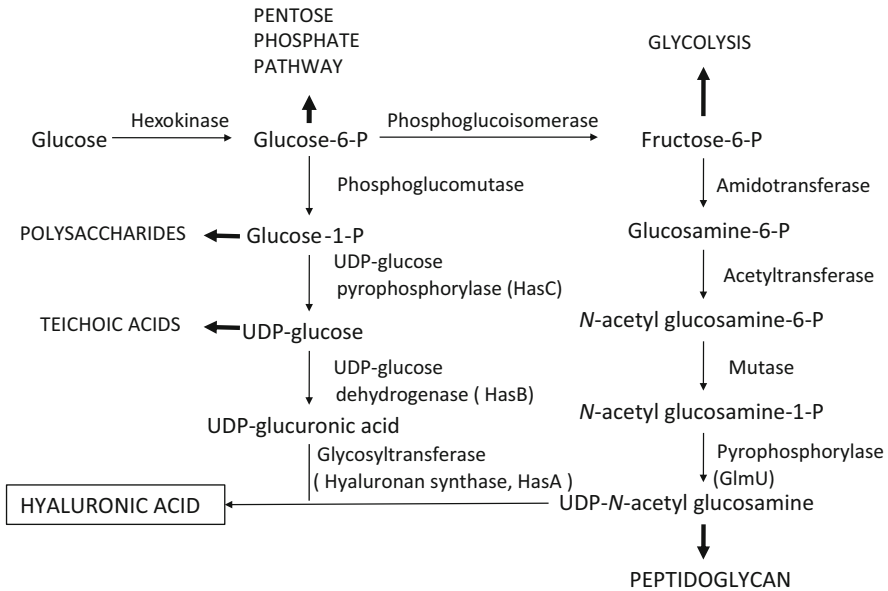 PENTOSE
PHOSPHATE
PATHWAY
GLYCOLYSIS
Glucose
Hexokinase
Glucose-6-P
Phosphoglucoisomerase
Fructose-6-P
Phosphoglucomutase
Amidotransferase
POLYSACCHARIDES
Glucose-1-P
Glucosamine-6-P
UDP-glucose
pyrophosphorylase (HasC)
Acetyltransferase
TEICHOIC ACIDS
UDP-glucose
N-acetyl glucosamine-6-P
UDP-glucose
dehydrogenase ( HasB)
Mutase
UDP-glucuronic acid
N-acetyl glucosamine-1-P
Glycosyltransferase
( Hyaluronan synthase, HasA )
Pyrophosphorylase
(GlmU)
HYALURONIC ACID
UDP-N-acetyl glucosamine
PEPTIDOGLYCAN